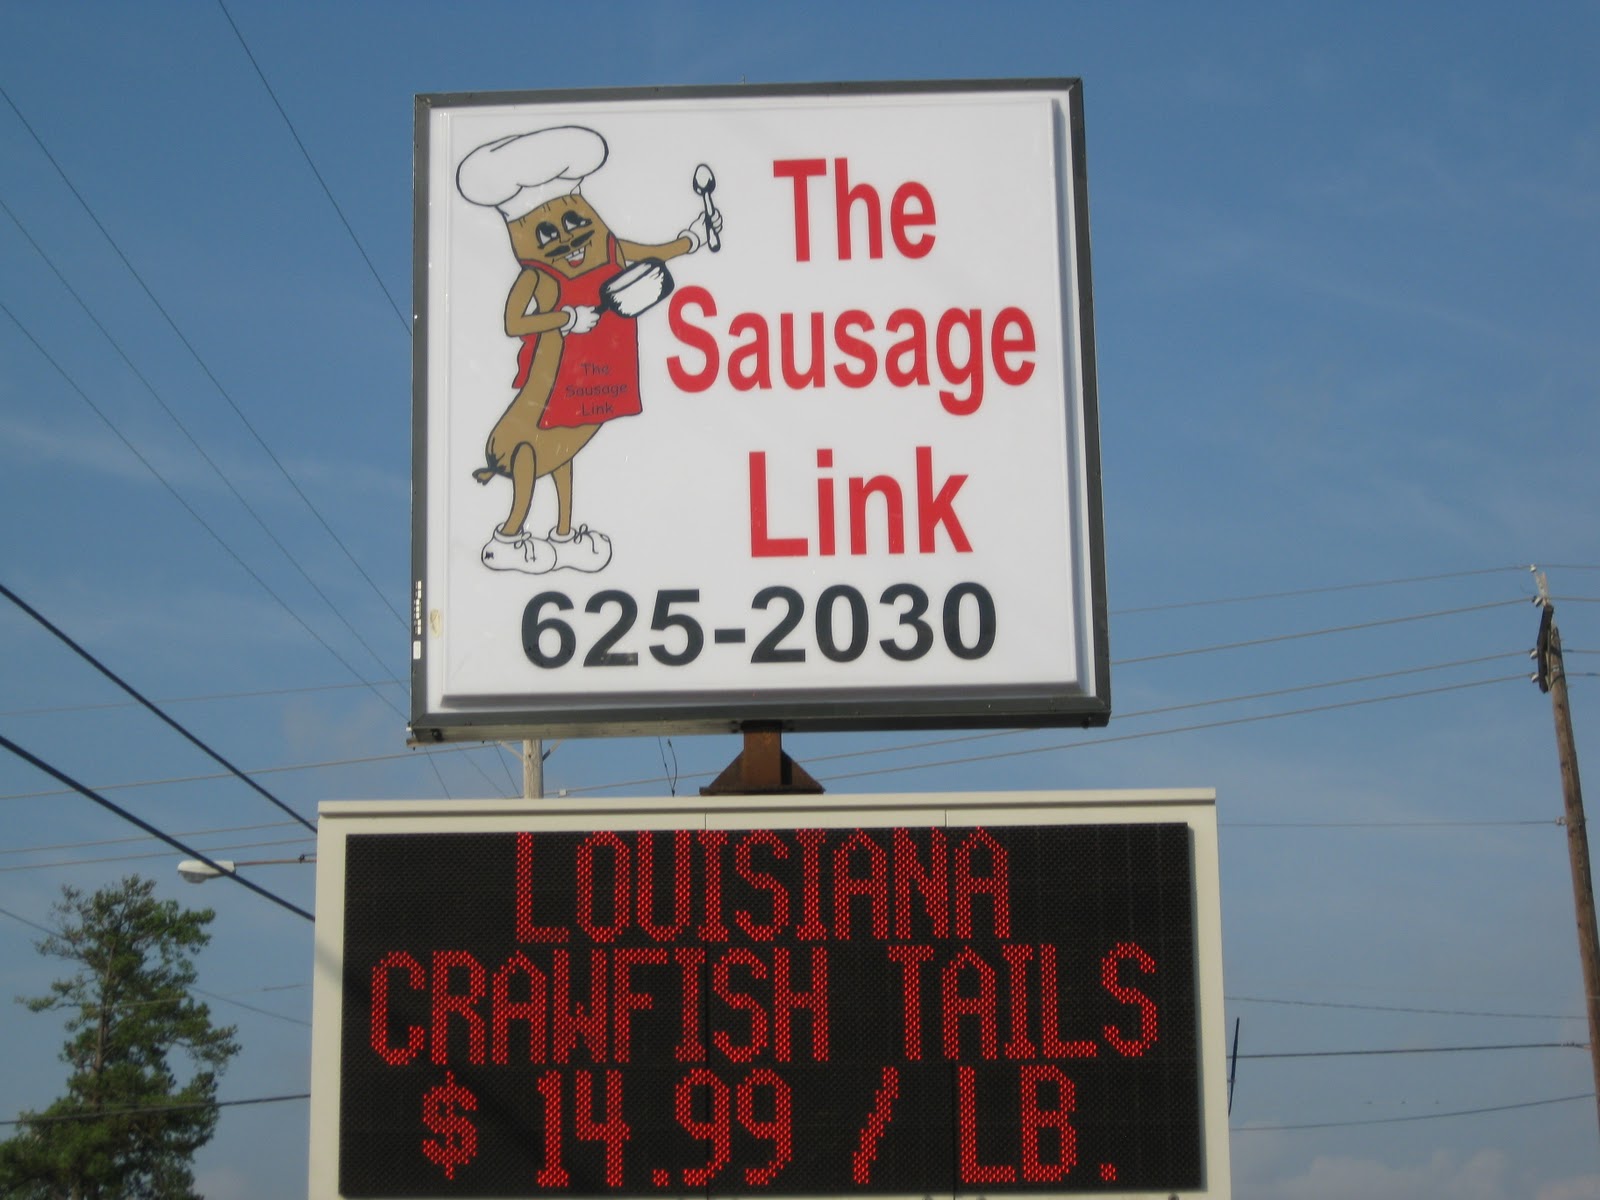 The
Sausage
Link
The
Sausage
Link
625-2030
LOUISIANA
CRAWFISH TAILS
$ 14.99 / LB.